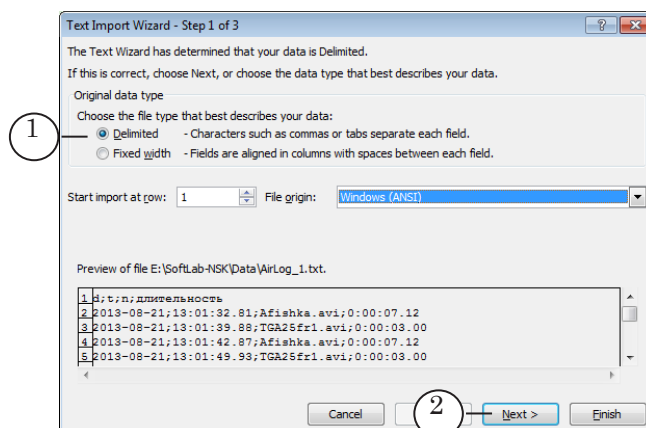 Text Import Wizard - Step 1 of 3
The Text Wizard has determined that your data is Delimited.
If this is correct, choose Next, or choose the data type that best describes your data.
Original data type
Choose the file type that best describes your data:
1
Delimited - Characters such as commas or tabs separate each field.
Fixed width - Fields are aligned in columns with spaces between each field.
Start import at row: 1 File origin: Windows (ANSI)
Preview of file E:\SoftLab-NSK\Data\AirLog_1.txt.
1 d;t;n;длительность
2 2013-08-21;13:01:32.81;Afishka.avi;0:00:07.12
3 2013-08-21;13:01:39.88;TGA25fr1.avi;0:00:03.00
4 2013-08-21;13:01:42.87;Afishka.avi;0:00:07.12
5 2013-08-21;13:01:49.93;TGA25fr1.avi;0:00:03.00
Cancel 2 Next > Finish